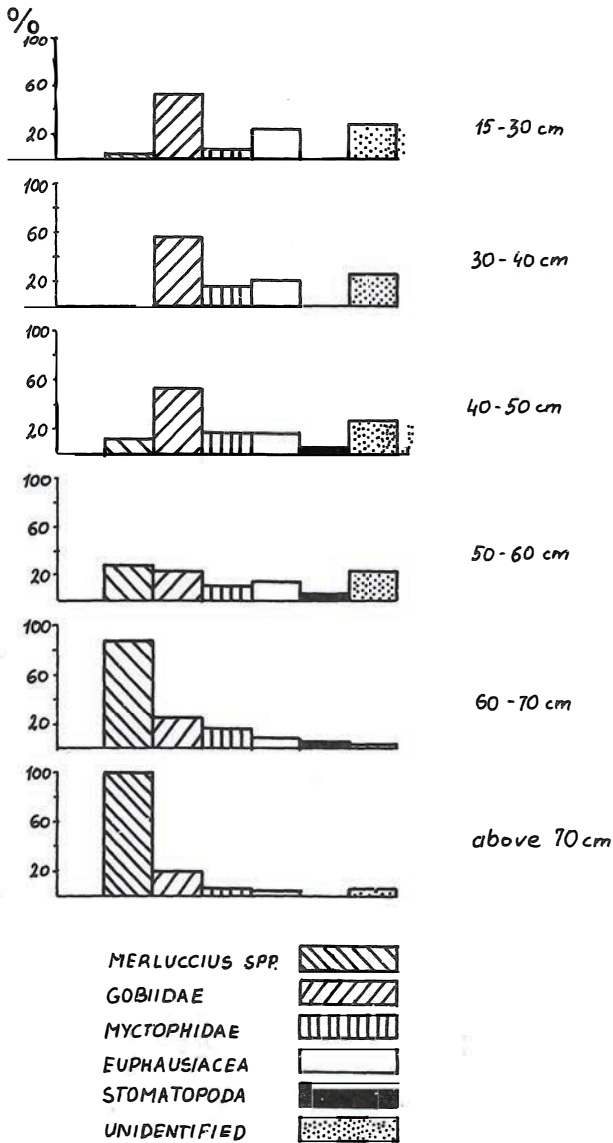 %
100
60
20
15-30 cm
100
60
20
30-40 cm
100
60
20
40-50 cm
100
60
20
50-60 cm
100
60
20
60-70 cm
100
60
20
above 70 cm
MERLUCCIUS SPP.
GOBIIDAE
MYCTOPHIDAE
EUPHAUSIACEA
STOMATOPODA
UNIDENTIFIED